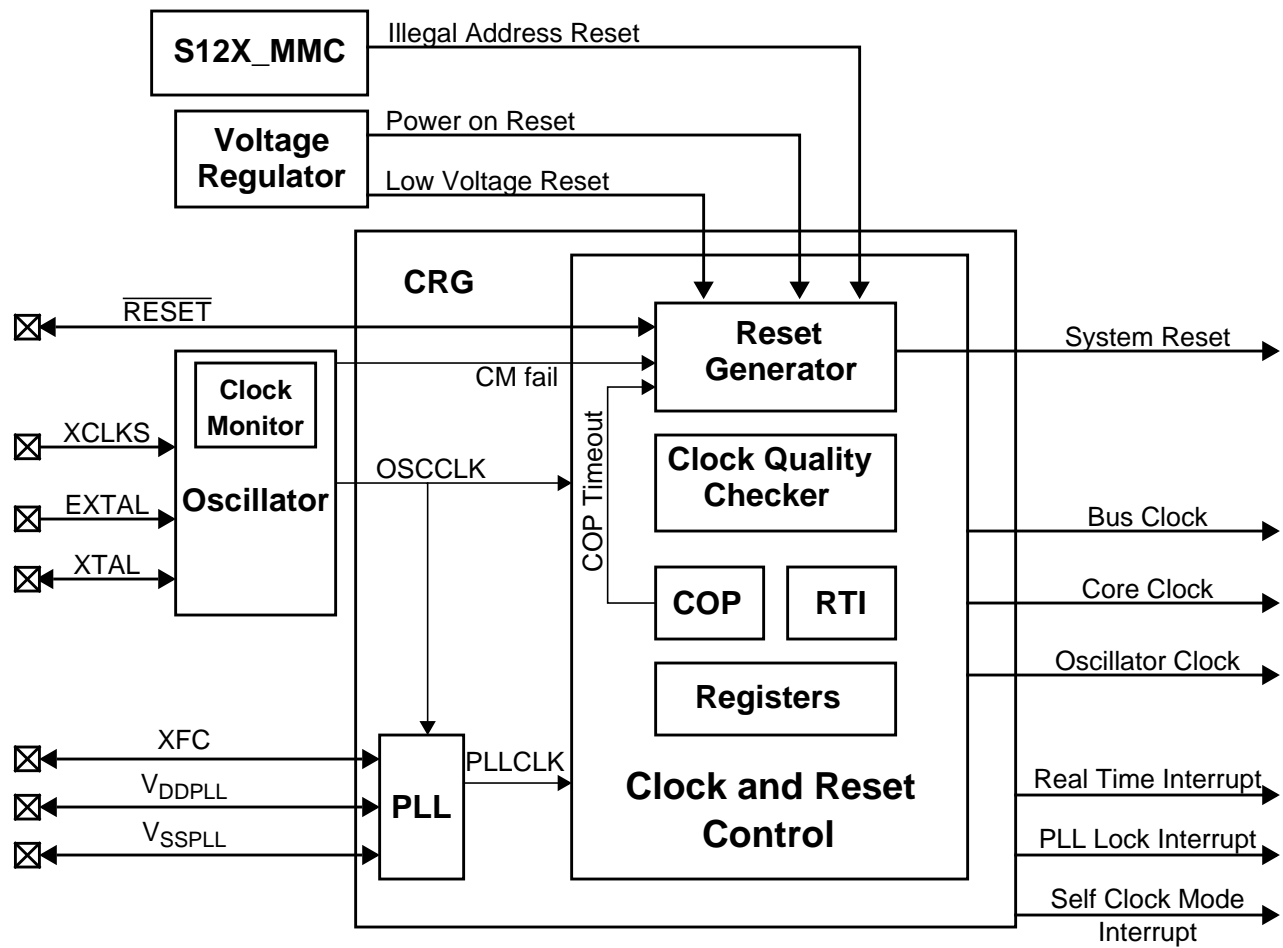 S12X_MMC
Illegal Address Reset
Voltage
Regulator
Power on Reset
Low Voltage Reset
CRG
RESET
Reset
Generator
System Reset
CM fail
Clock
Monitor
XCLKS
Oscillator
OSCCLK
EXTAL
XTAL
COP Timeout
Clock Quality
Checker
Bus Clock
COP
RTI
Core Clock
Registers
Oscillator Clock
XFC
VDDPLL
VSSPLL
PLL
PLLCLK
Clock and Reset
Control
Real Time Interrupt
PLL Lock Interrupt
Self Clock Mode
Interrupt